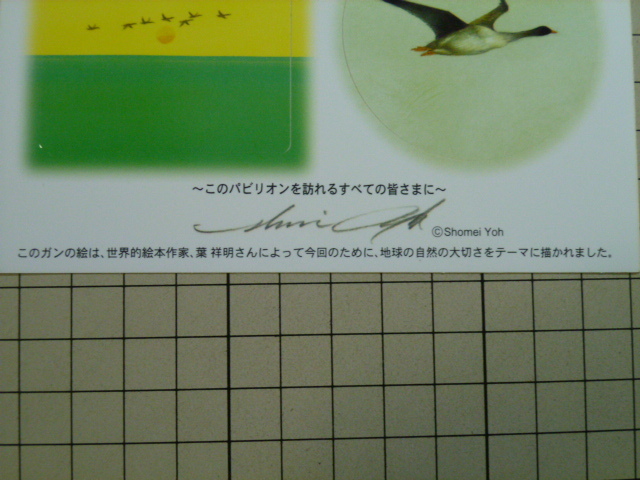 ～このパビリオンを訪れるすべての皆さまに～
©Shomei Yoh
このガンの絵は、世界的絵本作家、葉 祥明さんによって今回のために、地球の自然の大切さをテーマに描かれました。